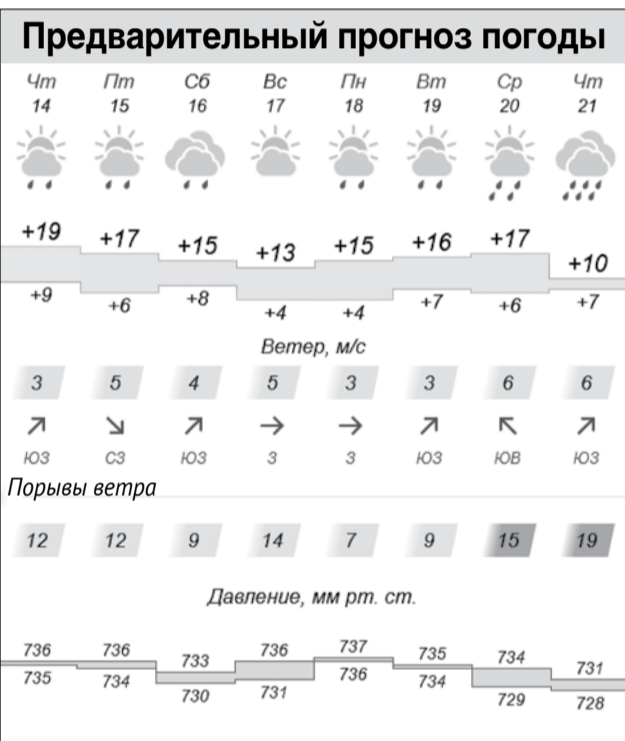 Предварительный прогноз погоды
Чт Пт Сб Вс Пн Вт Ср Чт
14 15 16 17 18 19 20 21
+19 +17 +15 +13 +15 +16 +17 +10
+9 +6 +8 +4 +4 +7 +6 +7
Ветер, м/с
3 5 4 5 3 3 6 6
ЮЗ СЗ ЮЗ З З ЮЗ ЮВ ЮЗ
Порывы ветра
12 12 9 14 7 9 15 19
Давление, мм рт. ст.
736 736 733 736 737 735 734 731
735 734 730 731 736 734 729 728